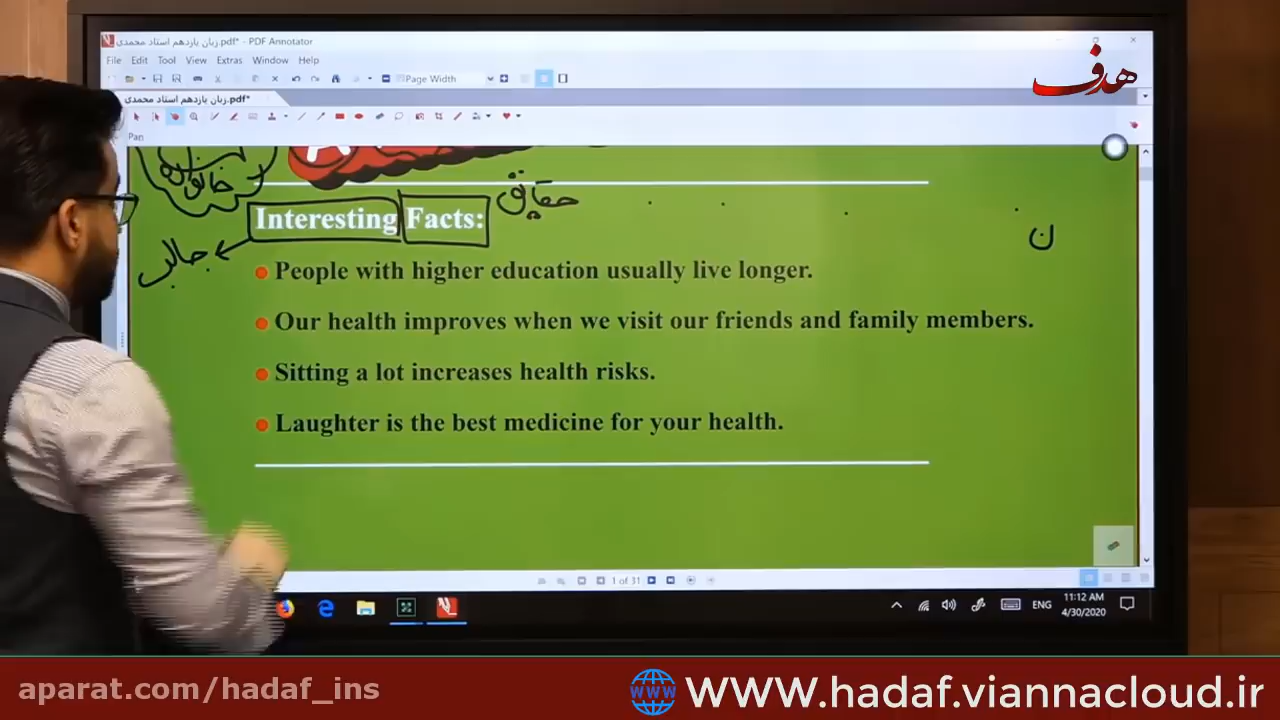 زبان یازدهم استاد محمدی.pdf* - PDF Annotator
هدف
File Edit Tool View Extras Window Help
Page Width
زبان یازدهم استاد محمدی.pdf*
Pan
خالق
حقایق
Interesting Facts:
ن
جالب
People with higher education usually live longer.
Our health improves when we visit our friends and family members.
Sitting a lot increases health risks.
Laughter is the best medicine for your health.
1 of 31
ENG
11:12 AM
4/30/2020
aparat.com/hadaf_ins
WWW
WWW.hadaf.viannacloud.ir